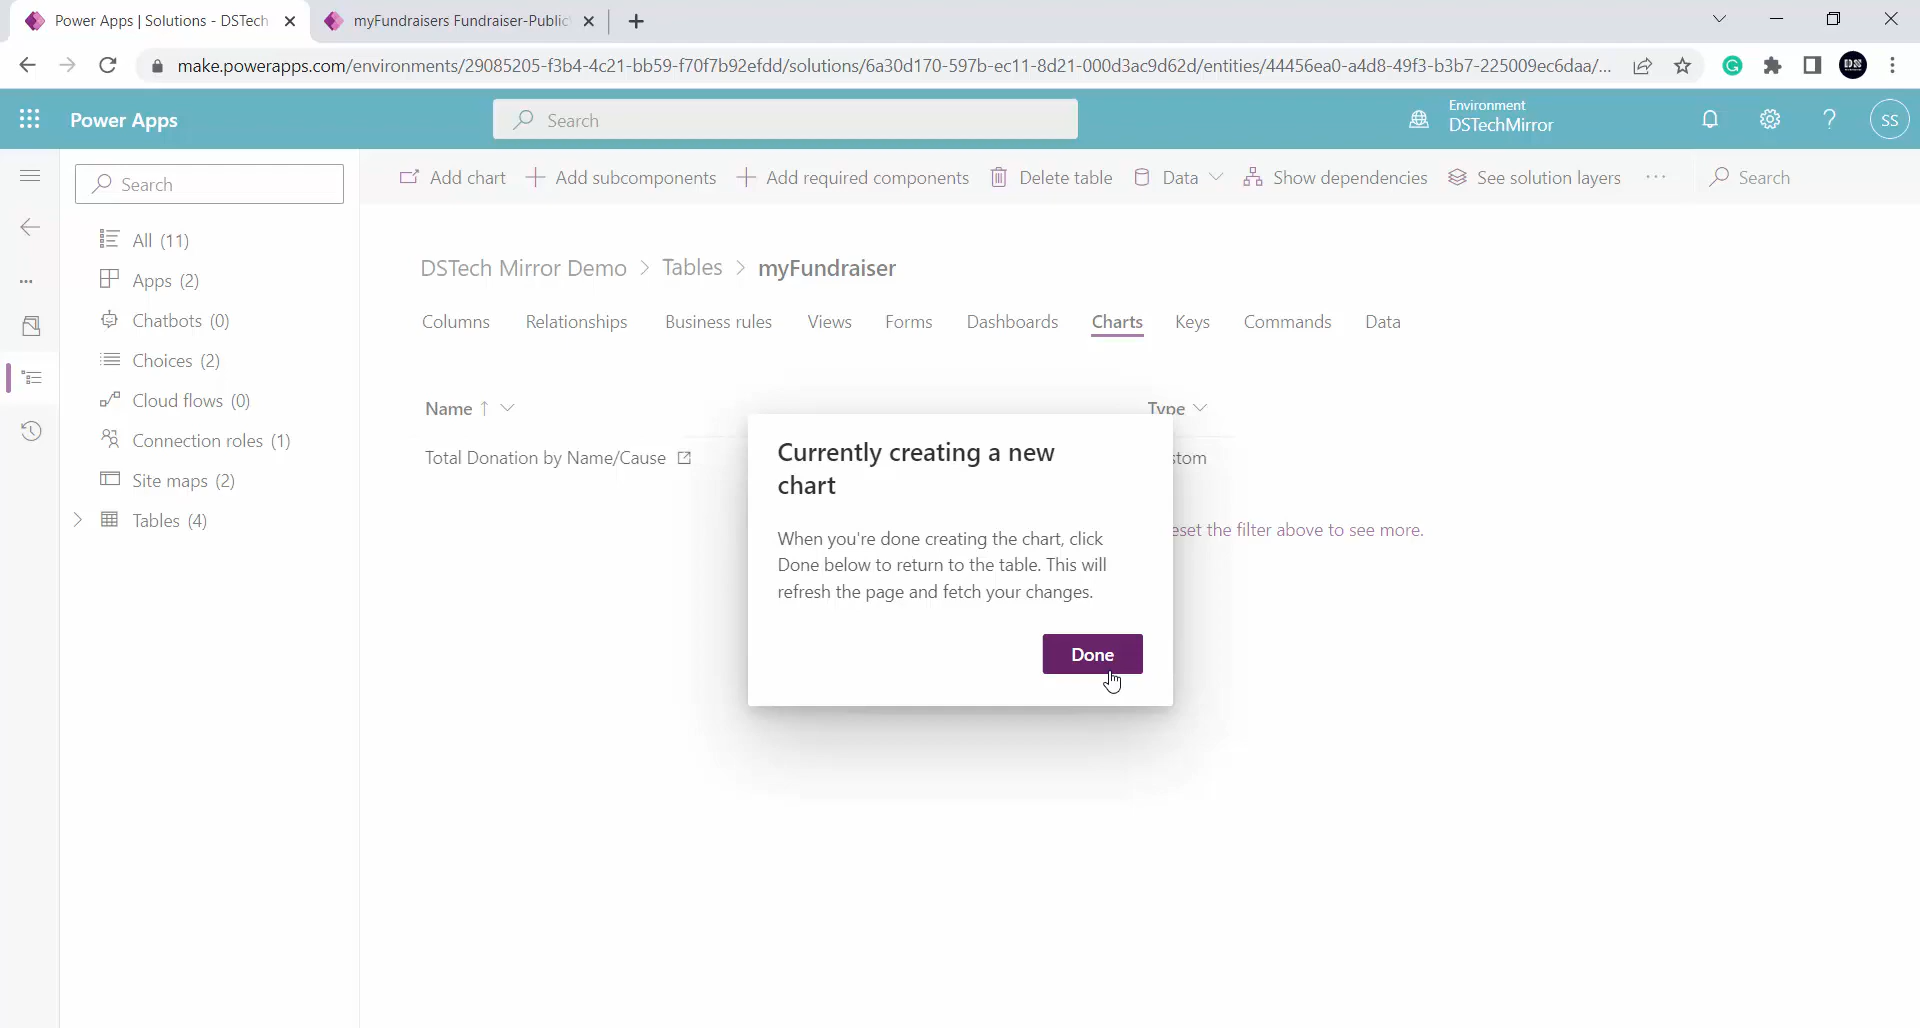 Power Apps | Solutions - DSTech
myFundraisers Fundraiser-Public
make.powerapps.com/environments/29085205-f3b4-4c21-bb59-f70f7b92efdd/solutions/6a30d170-597b-ec11-8d21-000d3ac9d62d/entities/44456ea0-a4d8-49f3-b3b7-225009ec6daa/...
Power Apps
Search
Environment
DSTechMirror
SS
Search
Add chart
Add subcomponents
Add required components
Delete table
Data
Show dependencies
See solution layers
...
Search
All (11)
Apps (2)
Chatbots (0)
Choices (2)
Cloud flows (0)
Connection roles (1)
Site maps (2)
Tables (4)
DSTech Mirror Demo > Tables > myFundraiser
Columns
Relationships
Business rules
Views
Forms
Dashboards
Charts
Keys
Commands
Data
Name
Type
Total Donation by Name/Cause
stom
eset the filter above to see more.
Currently creating a new
chart
When you're done creating the chart, click
Done below to return to the table. This will
refresh the page and fetch your changes.
Done